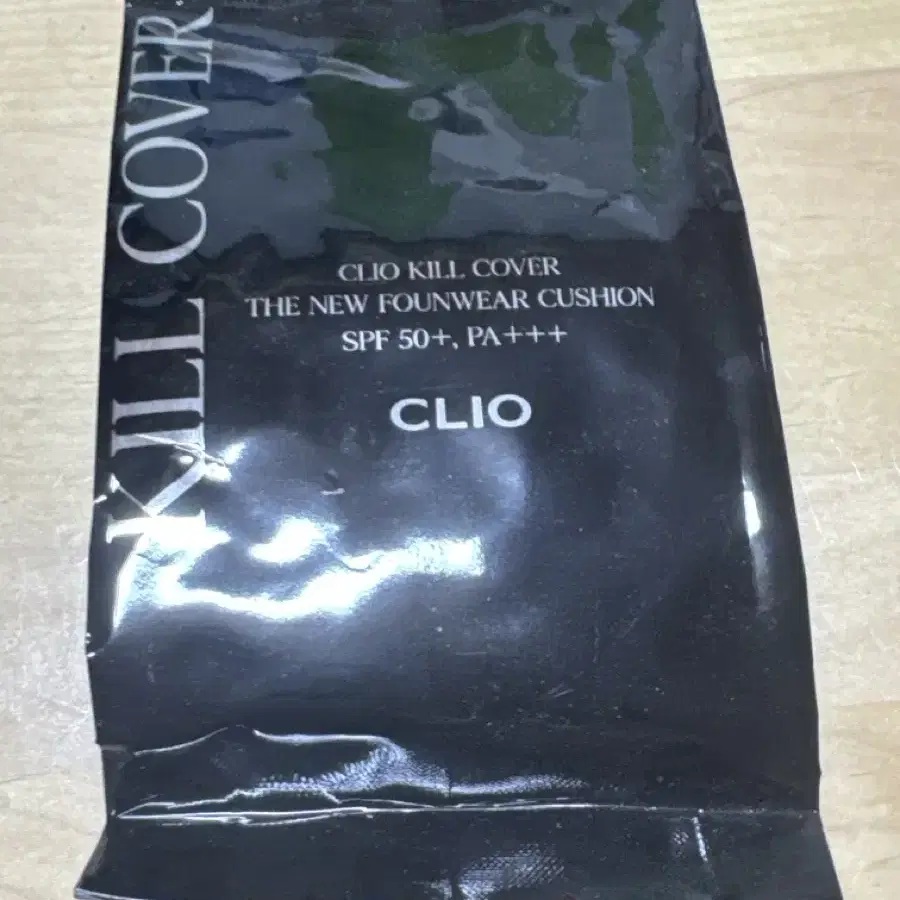 KILL COVER
CLIO KILL COVER
THE NEW FOUNWEAR CUSHION
SPF 50+, PA+++
CLIO